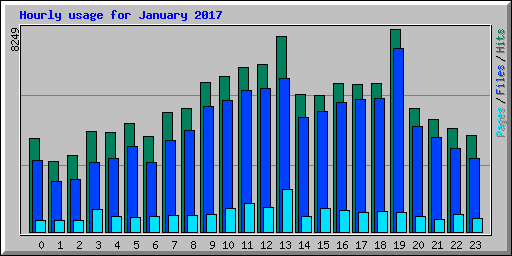 Hourly usage for January 2017
8249
Pages/Files/Hits
0 1 2 3 4 5 6 7 8 9 10 11 12 13 14 15 16 17 18 19 20 21 22 23